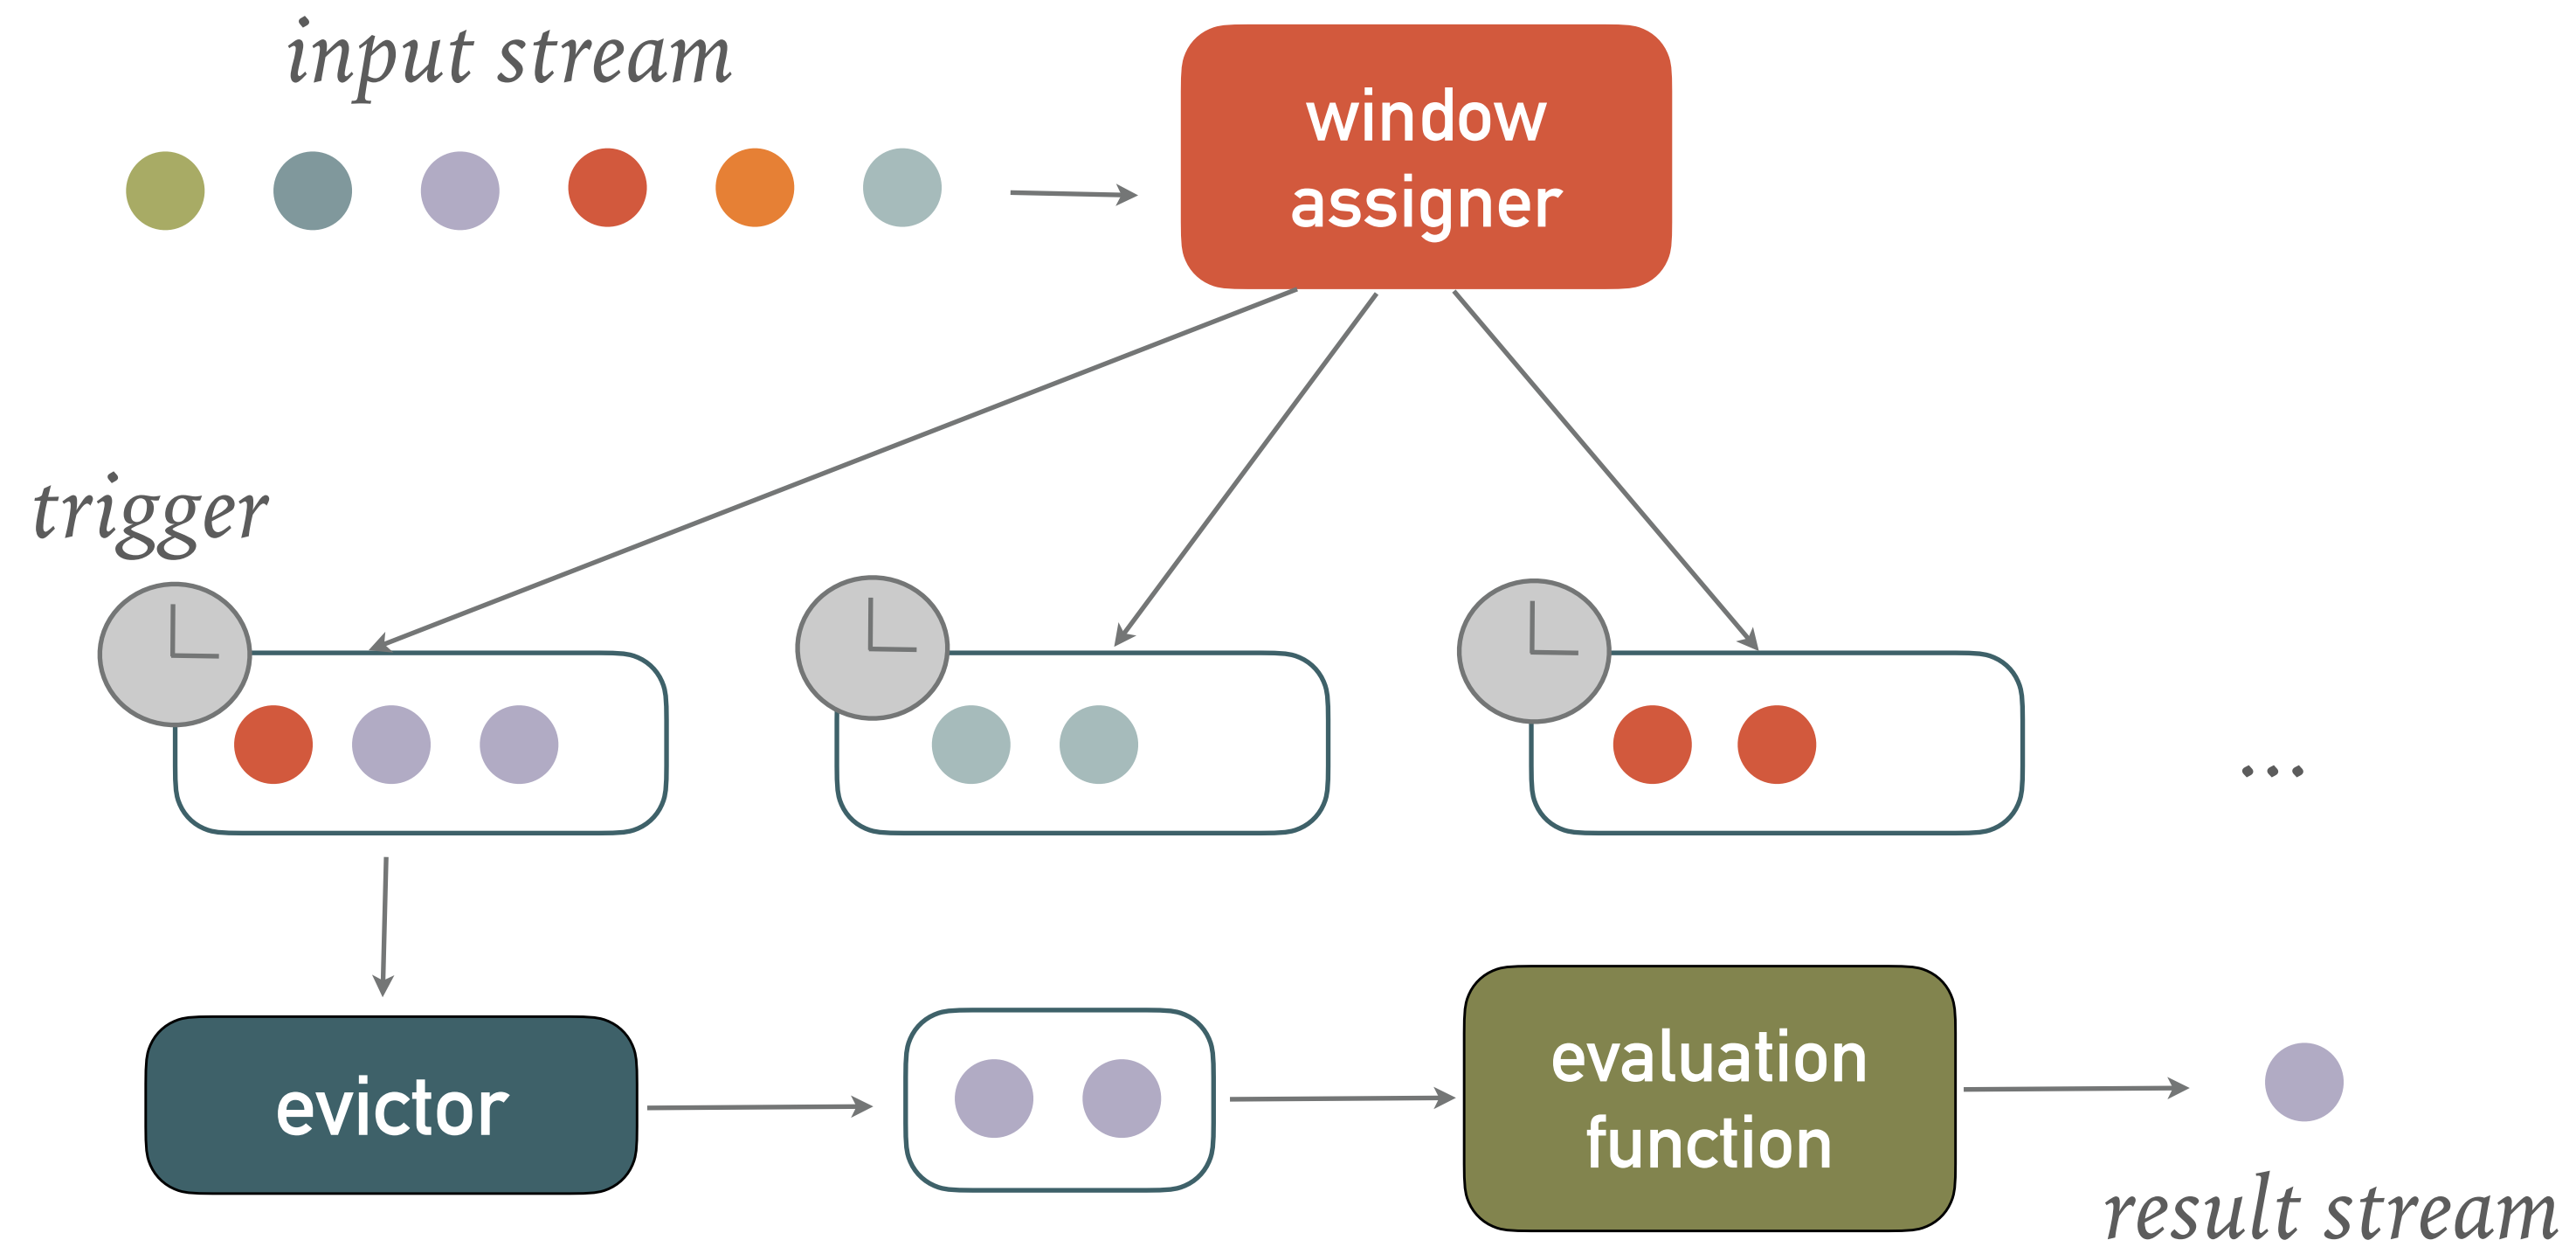 input stream
window
assigner
trigger
...
evictor
evaluation
function
result stream